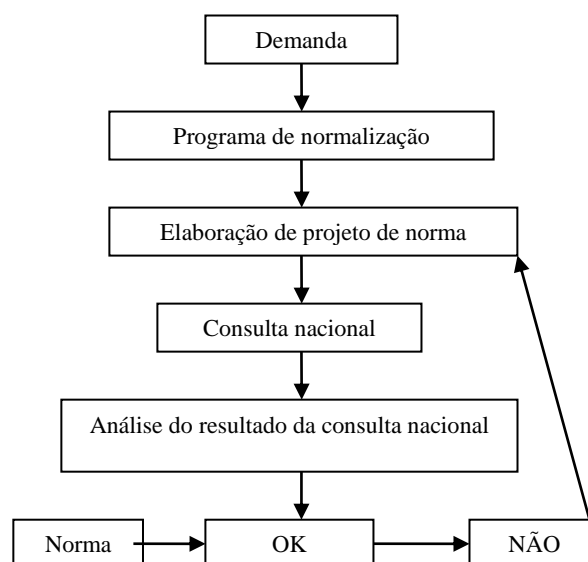 Demanda
Programa de normalização
Elaboração de projeto de norma
Consulta nacional
Análise do resultado da consulta nacional
Norma
OK
NÃO